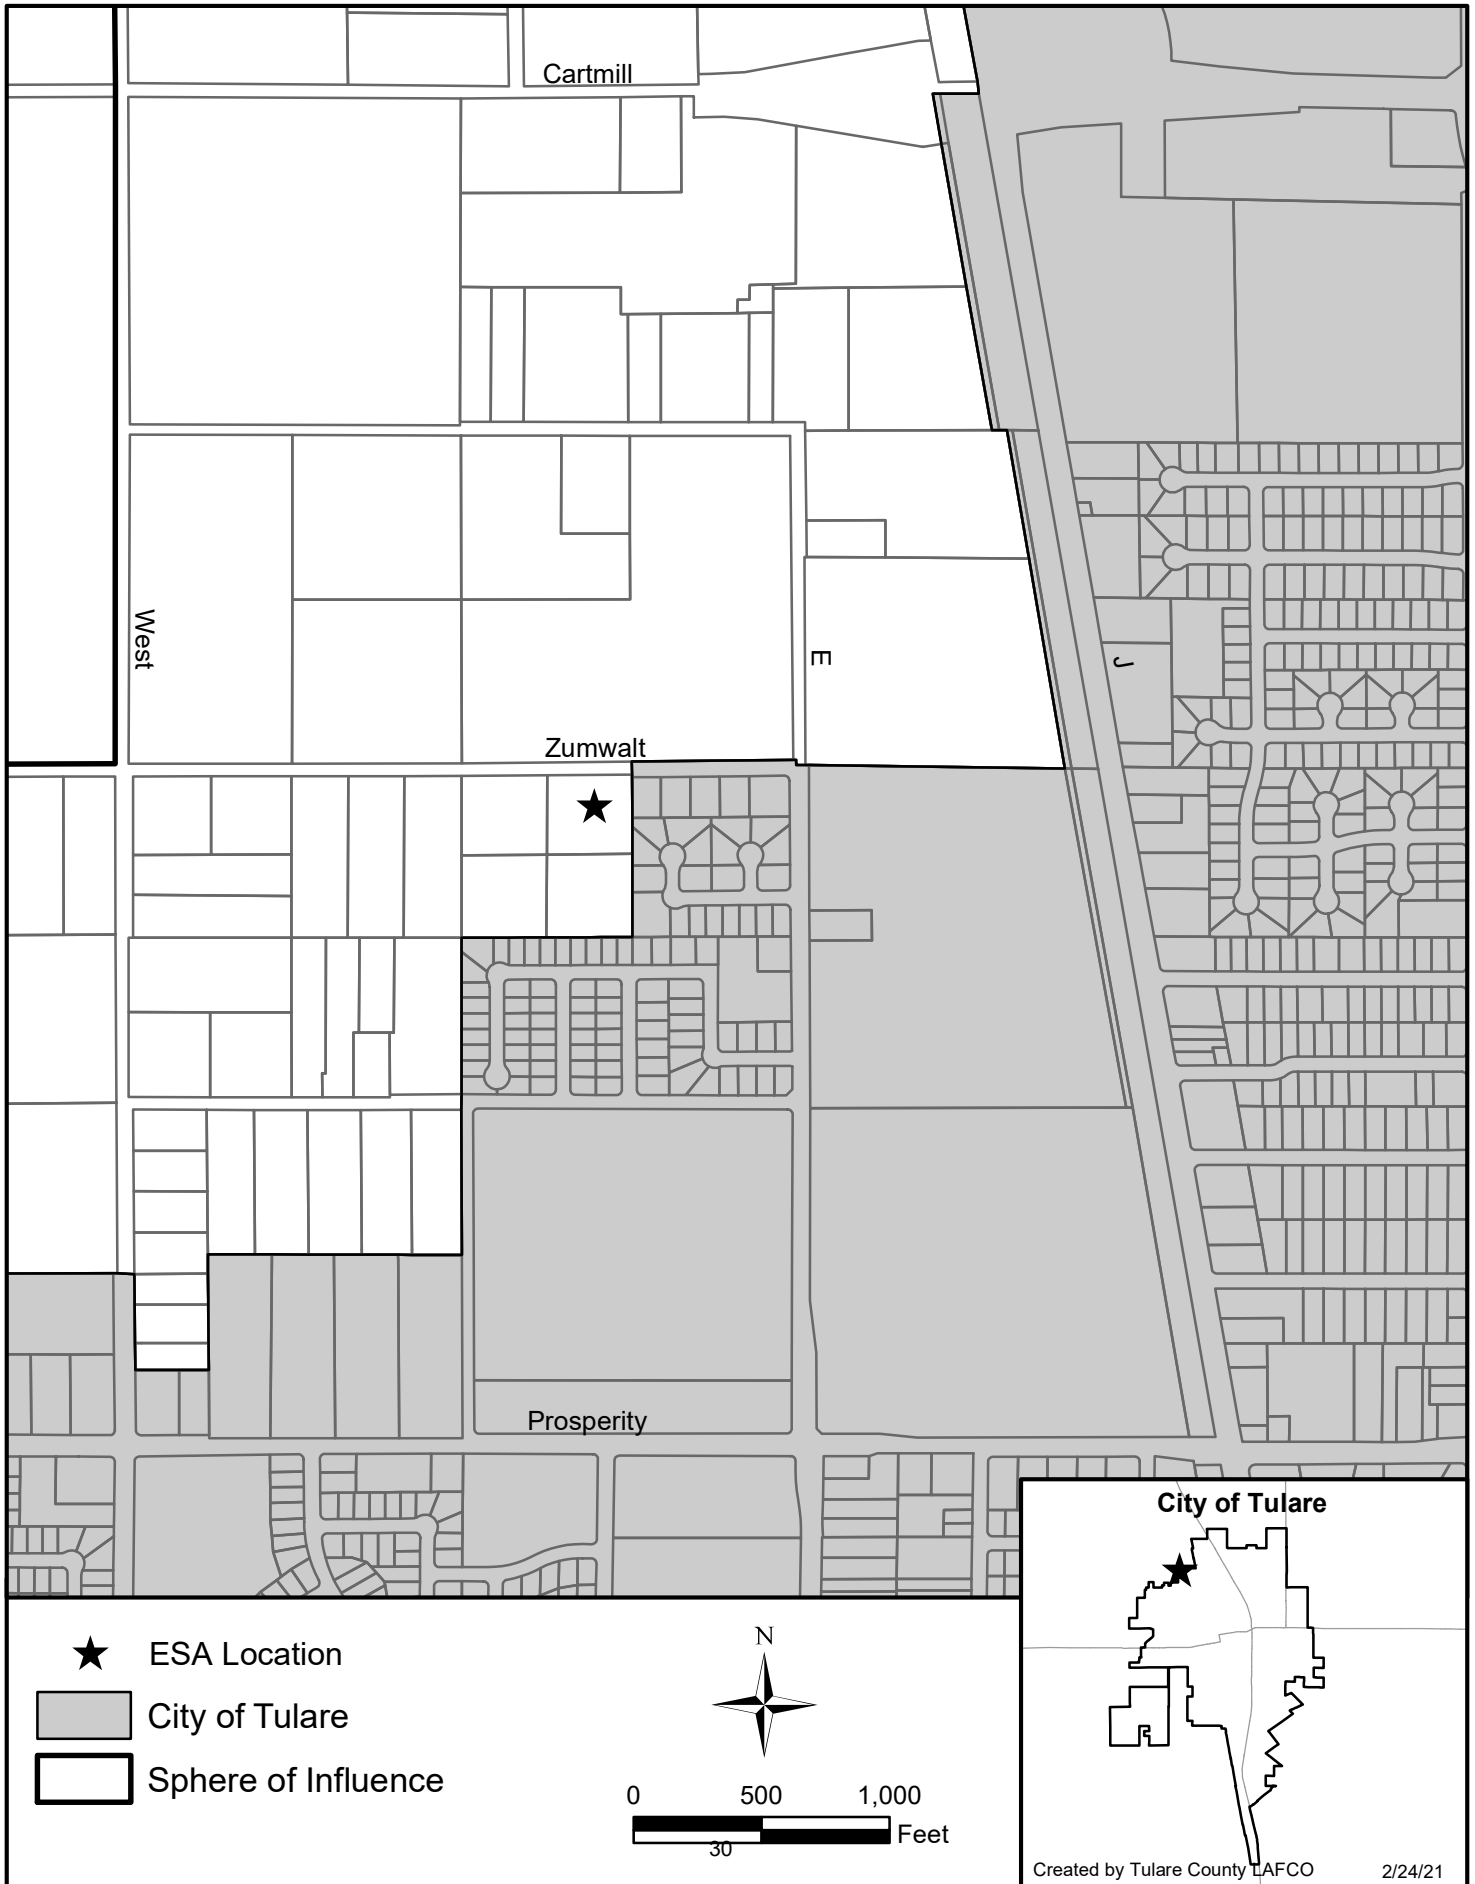 Cartmill
West
E
J
Zumwalt
Prosperity
City of Tulare
ESA Location
City of Tulare
Sphere of Influence
N
0 500 1,000
Feet
30
Created by Tulare County LAFCO 2/24/21